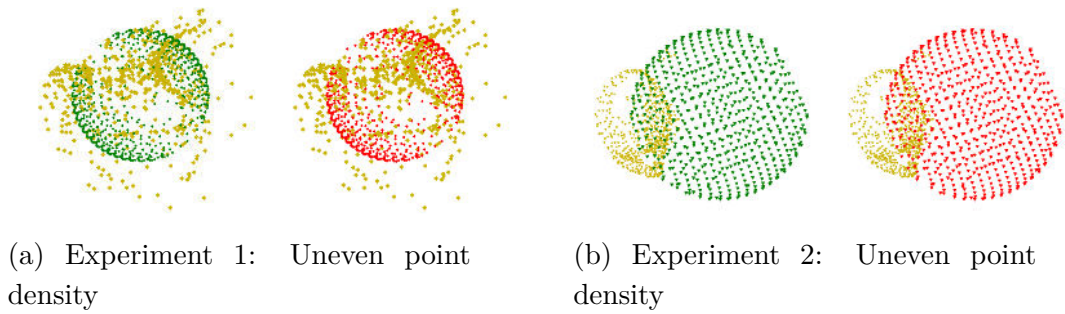 (a) Experiment 1: Uneven point
density
(b) Experiment 2: Uneven point
density